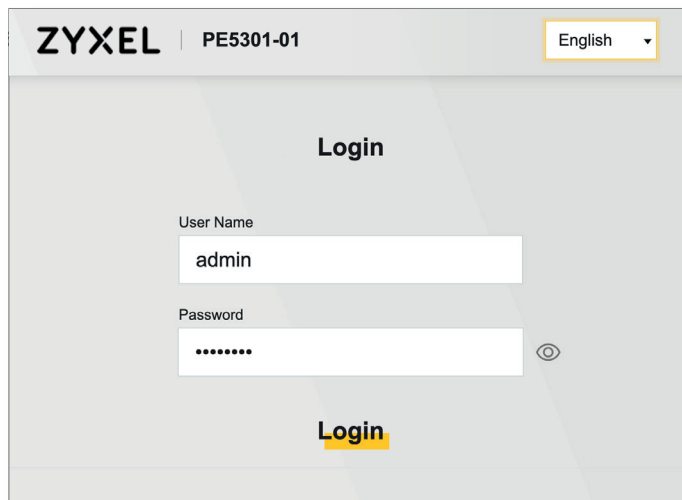 ZYXEL PE5301-01 English
Login
User Name
admin
Password
••••••••
Login